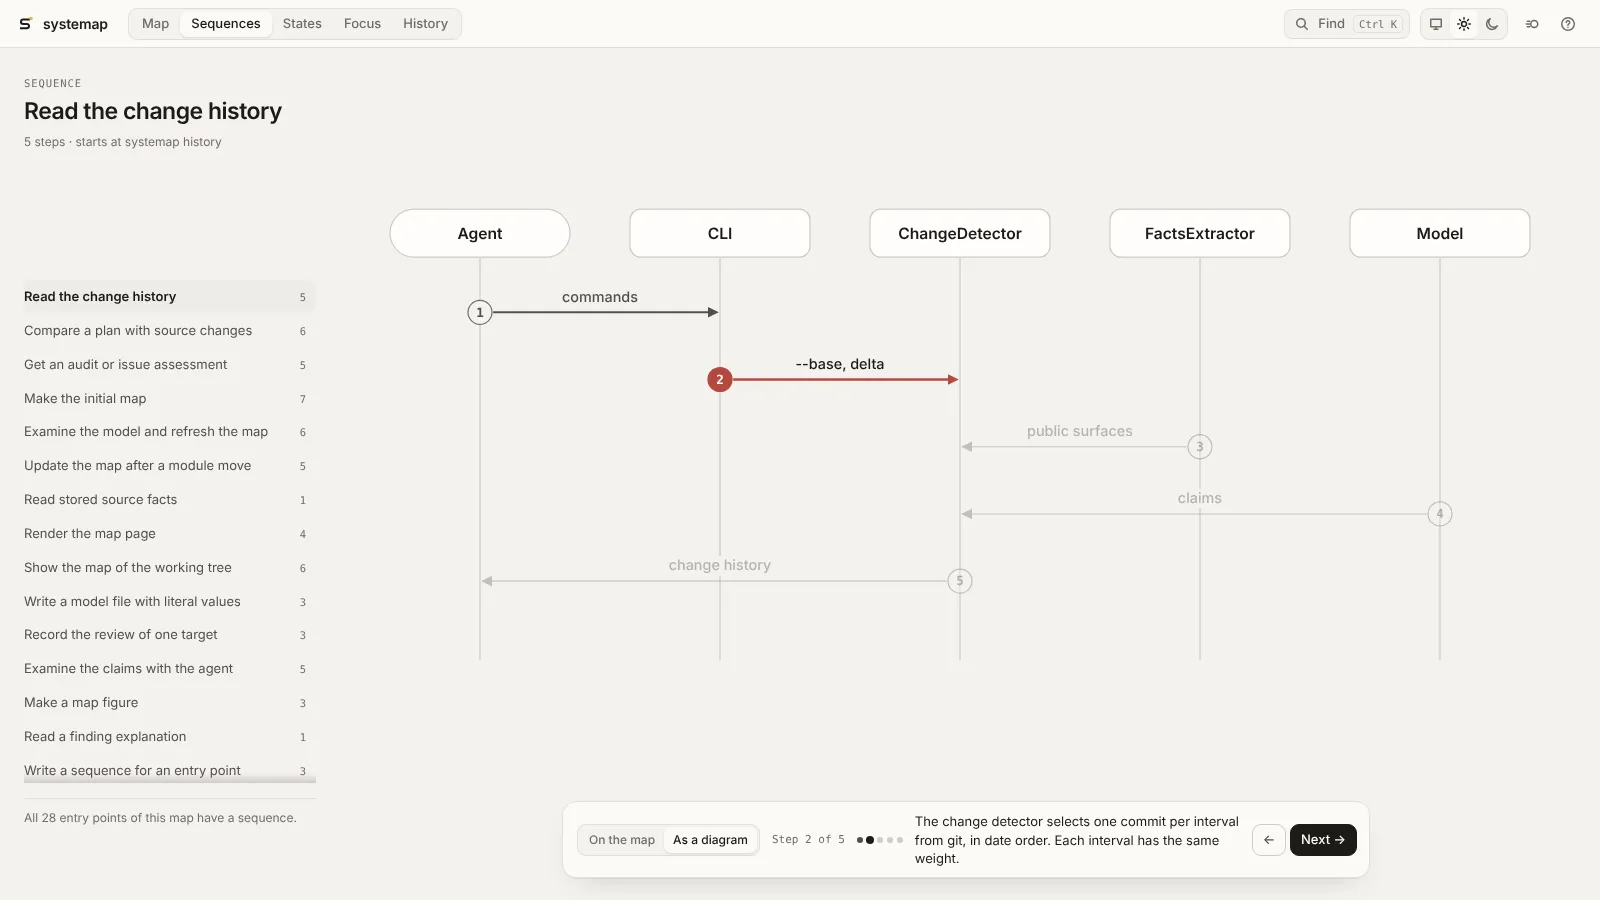 systemap
Map
Sequences
States
Focus
History
Find
Ctrl K
SEQUENCE
Read the change history
5 steps · starts at systemap history
Agent
CLI
ChangeDetector
FactsExtractor
Model
1
commands
2
--base, delta
public surfaces
3
claims
4
change history
5
Read the change history 5
Compare a plan with source changes 6
Get an audit or issue assessment 5
Make the initial map 7
Examine the model and refresh the map 6
Update the map after a module move 5
Read stored source facts 1
Render the map page 4
Show the map of the working tree 6
Write a model file with literal values 3
Record the review of one target 3
Examine the claims with the agent 5
Make a map figure 3
Read a finding explanation 1
Write a sequence for an entry point 3
All 28 entry points of this map have a sequence.
On the map
As a diagram
Step 2 of 5
The change detector selects one commit per interval
from git, in date order. Each interval has the same
weight.
←
Next →